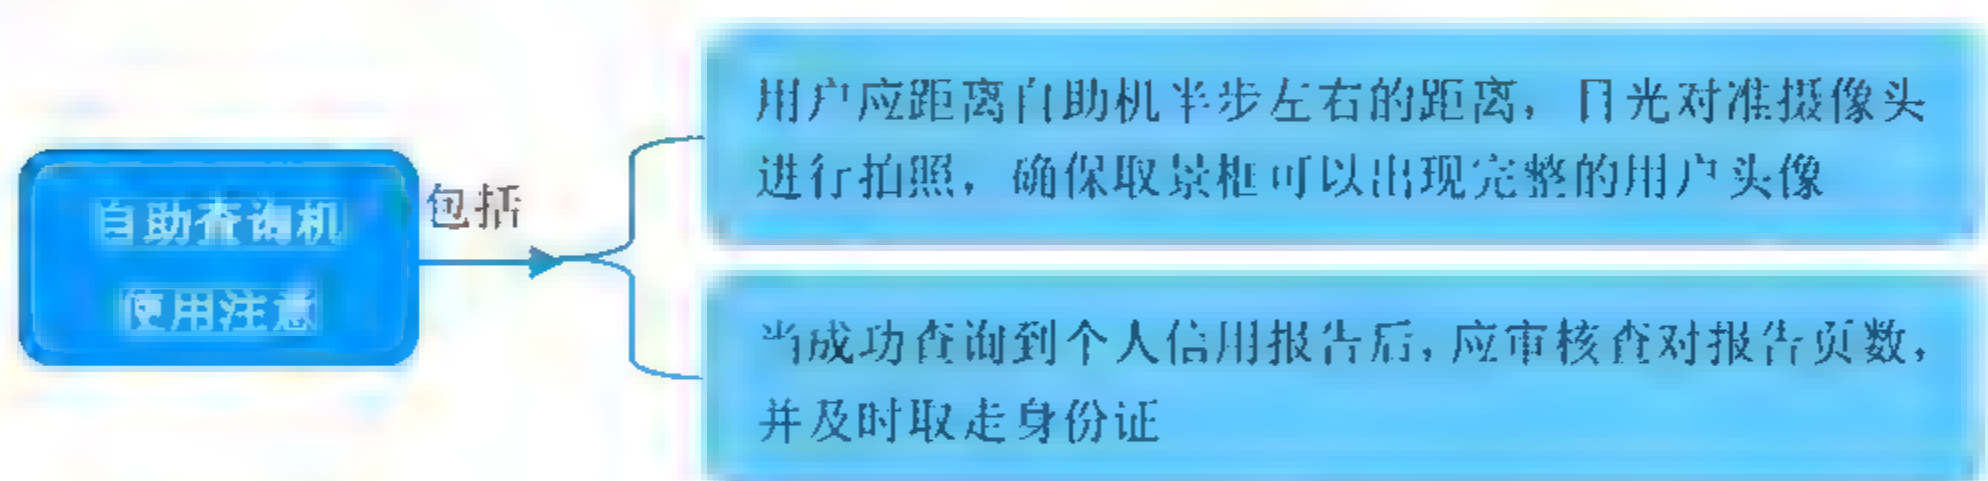 自助查询机
使用注意
包括
用户应距离自助机半步左右的距离，目光对准摄像头
进行拍照，确保取景框可以出现完整的用户头像
当成功查询到个人信用报告后，应审核查对报告页数，
并及时取走身份证